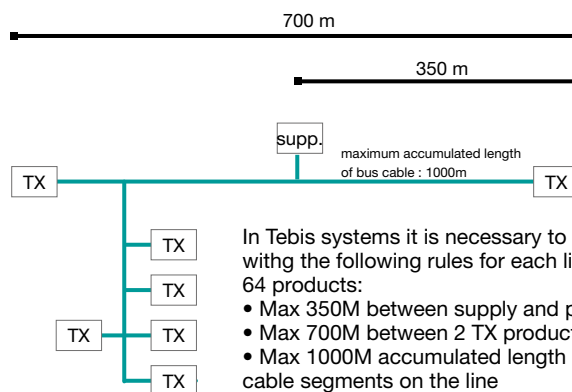 700 m
350 m
supp.
maximum accumulated length
of bus cable : 1000m
TX
TX
TX
In Tebis systems it is necessary to
withg the following rules for each
64 products:
TX
• Max 350M between supply and
• Max 700M between 2 TX
TX
TX
• Max 1000M accumulated length
cable segments on the line
TX